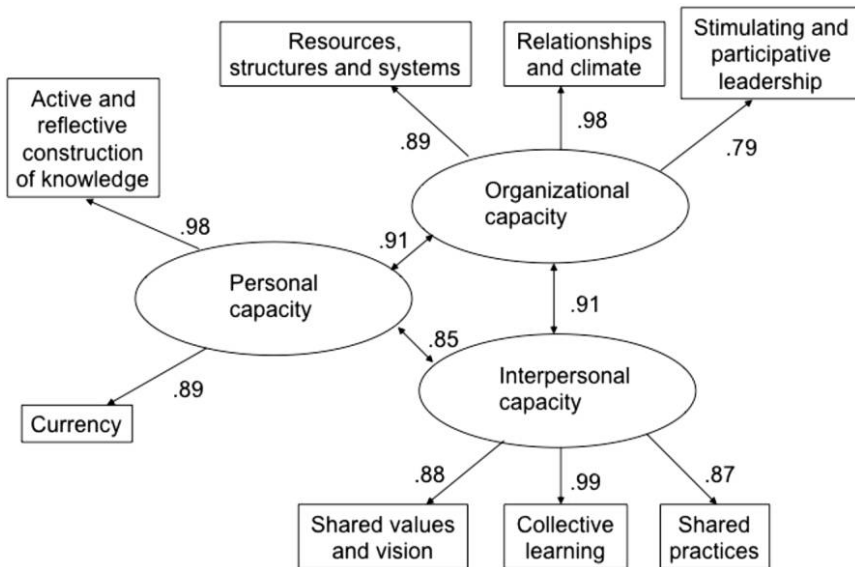 Resources,
structures and systems
Relationships
and climate
Stimulating and
participative
leadership
Active and
reflective
construction
of knowledge
.89
.98
.79
Organizational
capacity
.98
.91
Personal
capacity
.91
.85
Interpersonal
capacity
.89
Currency
.88
.99
.87
Shared values
and vision
Collective
learning
Shared
practices